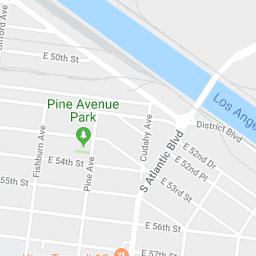 E 50th St
Los Ange
Pine Avenue
Park
District Blvd
Cudahy Ave
S Atlantic Blvd
Fishburn Ave
Pine Ave
E 52nd Dr
E 52nd Pl
E 54th St
E 53rd St
55th St
E 56th St
E 57th St